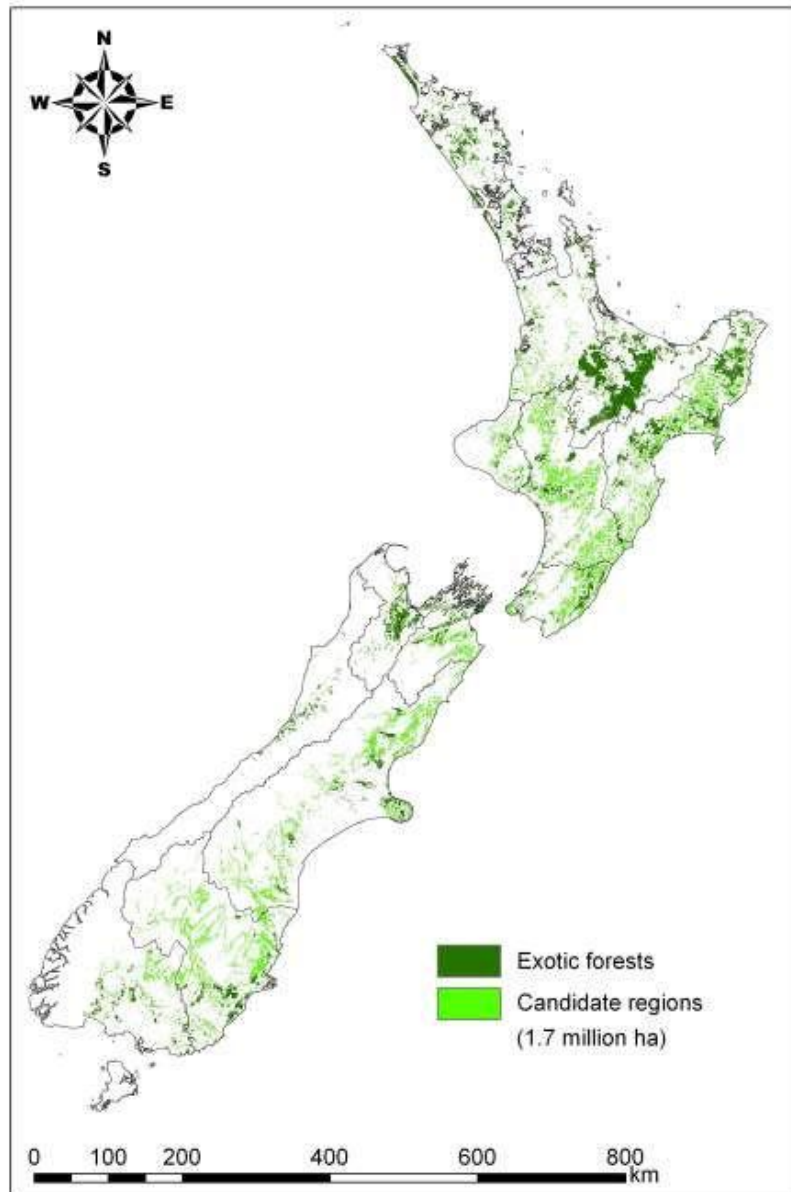 N
W E
S
Exotic forests
Candidate regions
(1.7 million ha)
0 100 200 400 600 800
km